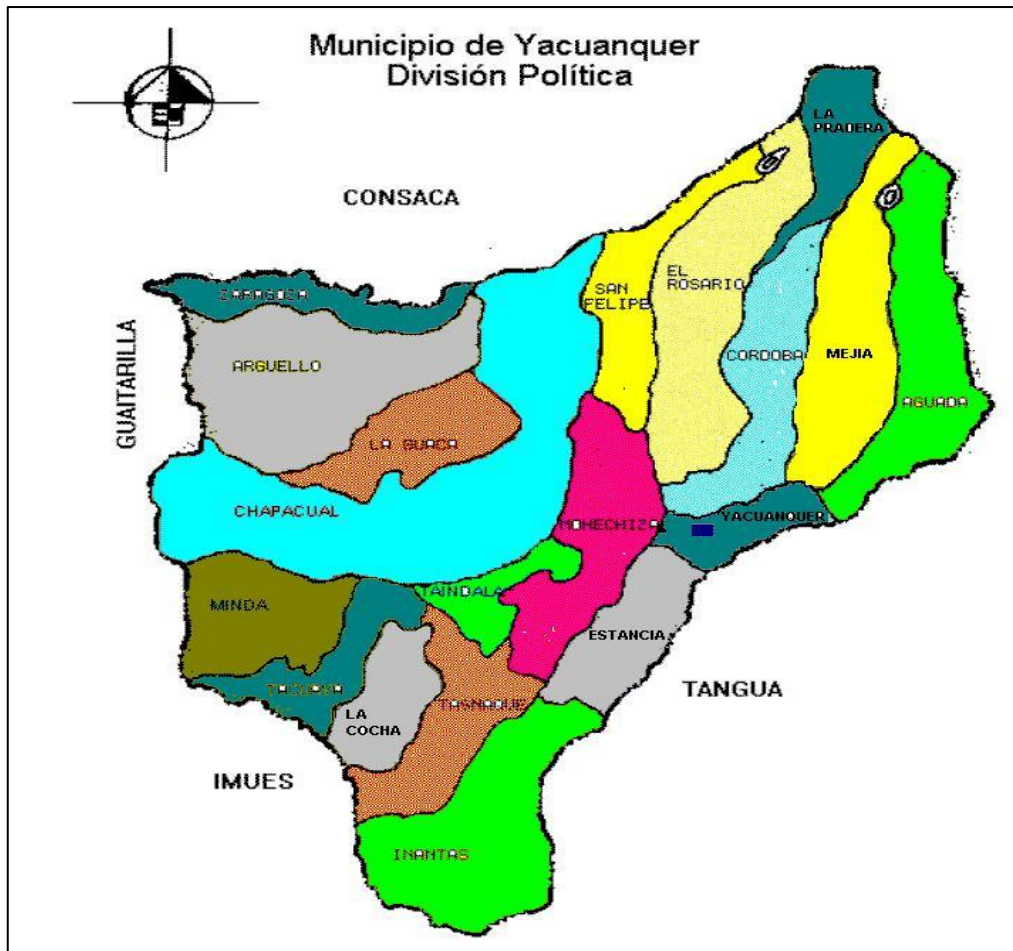 Municipio de Yacuanquer
División Política
LA
PRADERA
CONSACA
EL
ROSARIO
ZARAGOZA
SAN
FELIPE
GUAITARILLA
ARGUELLO
CORDOBA
MEJIA
AGUADA
LA GUACA
CHAPACUAL
MOHECHIZA
YACUANQUER
MINDA
TAINDALA
ESTANCIA
TACUAYA
TASNAQUE
TANGUA
LA
COCHA
IMUES
INANTAS